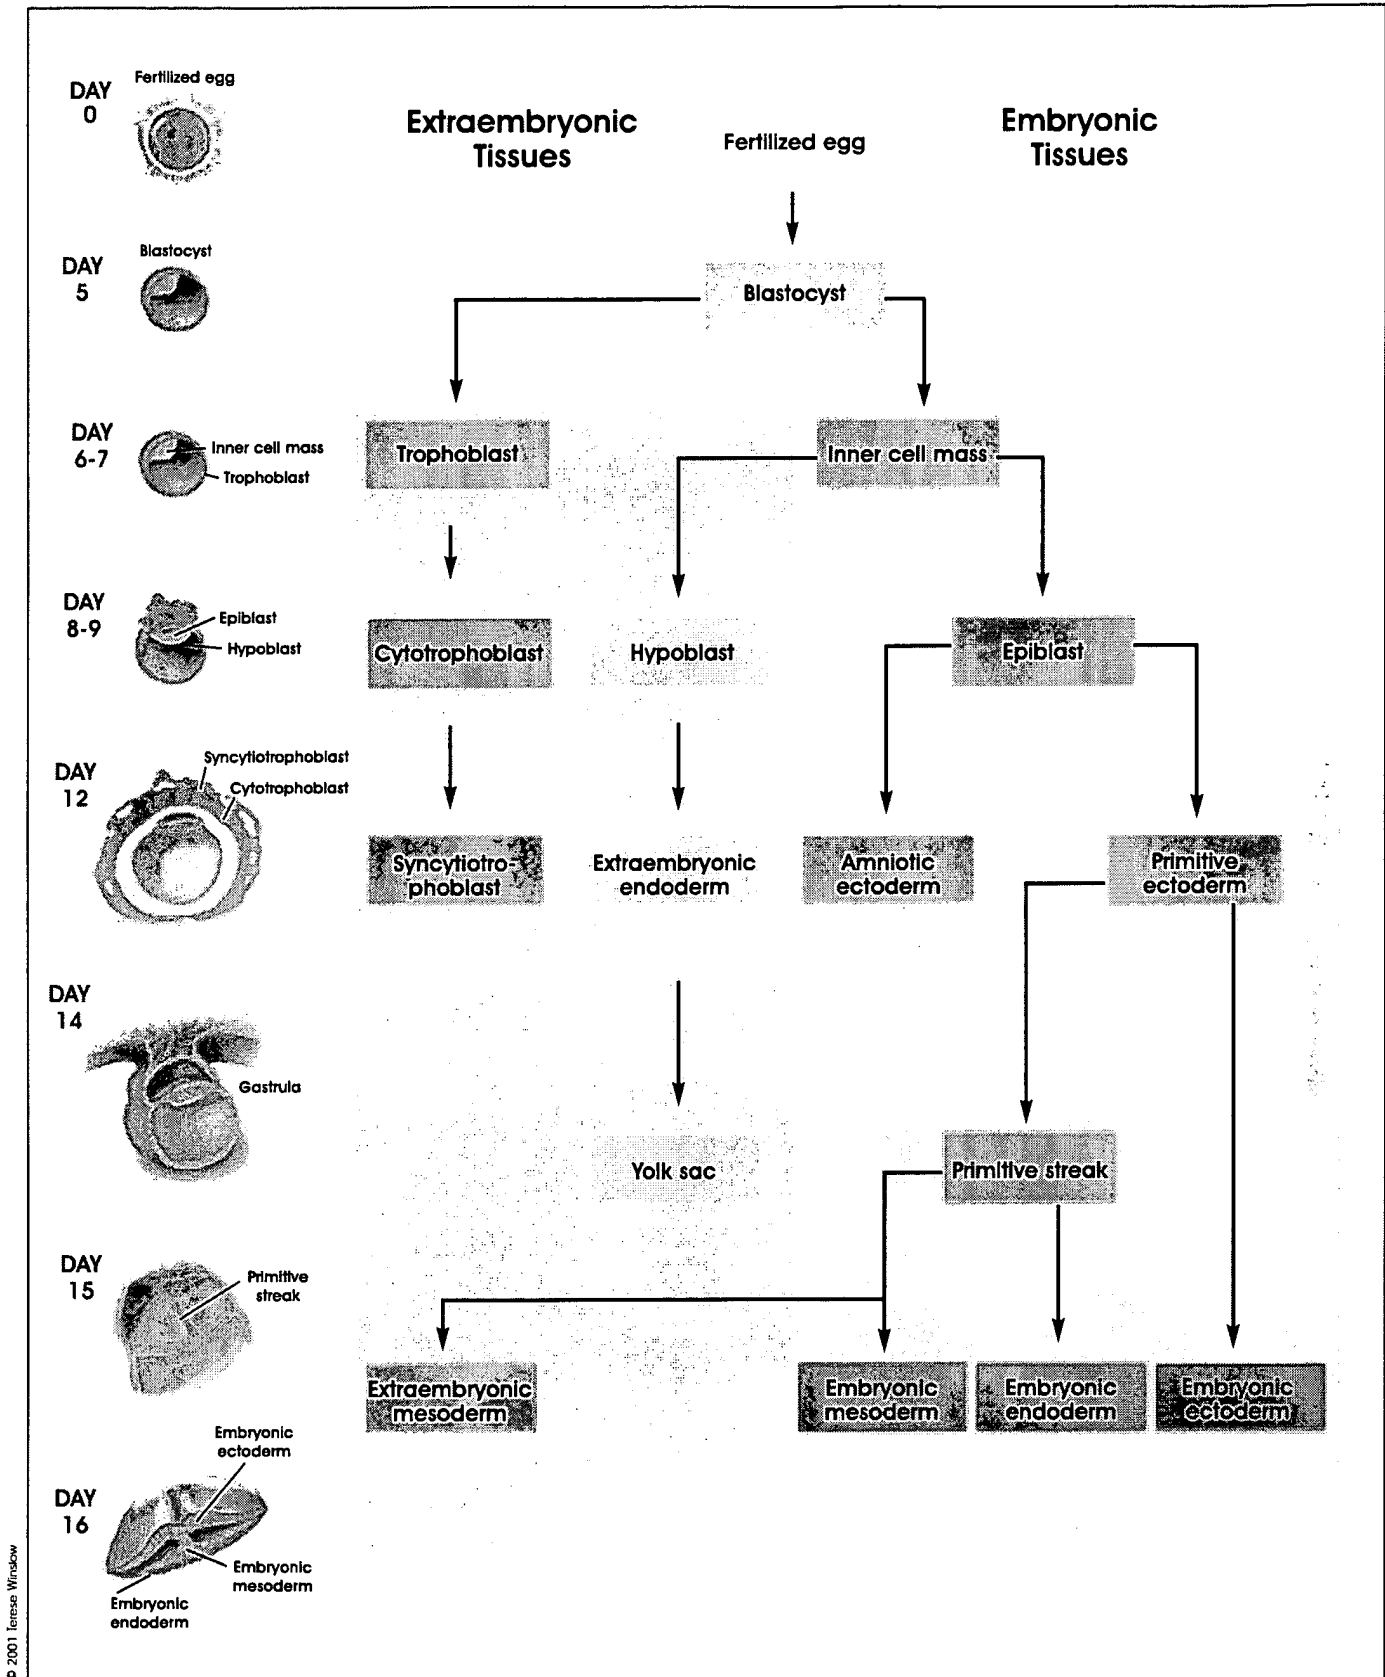 DAY
0
Fertilized egg
Extraembryonic
Tissues
Fertilized egg
Embryonic
Tissues
DAY
5
Blastocyst
Blastocyst
DAY
6-7
Inner cell mass
Trophoblast
Trophoblast
Inner cell mass
DAY
8-9
Epiblast
Hypoblast
Cytotrophoblast
Hypoblast
Epiblast
DAY
12
Syncytiotrophoblast
Cytotrophoblast
Syncytiotro-
phoblast
Extraembryonic
endoderm
Amniotic
ectoderm
Primitive
ectoderm
DAY
14
Gastrula
Yolk sac
Primitive streak
DAY
15
Primitive
streak
Extraembryonic
mesoderm
Embryonic
mesoderm
Embryonic
endoderm
Embryonic
ectoderm
DAY
16
Embryonic
ectoderm
Embryonic
mesoderm
Embryonic
endoderm
© 2001 Terese Winslow